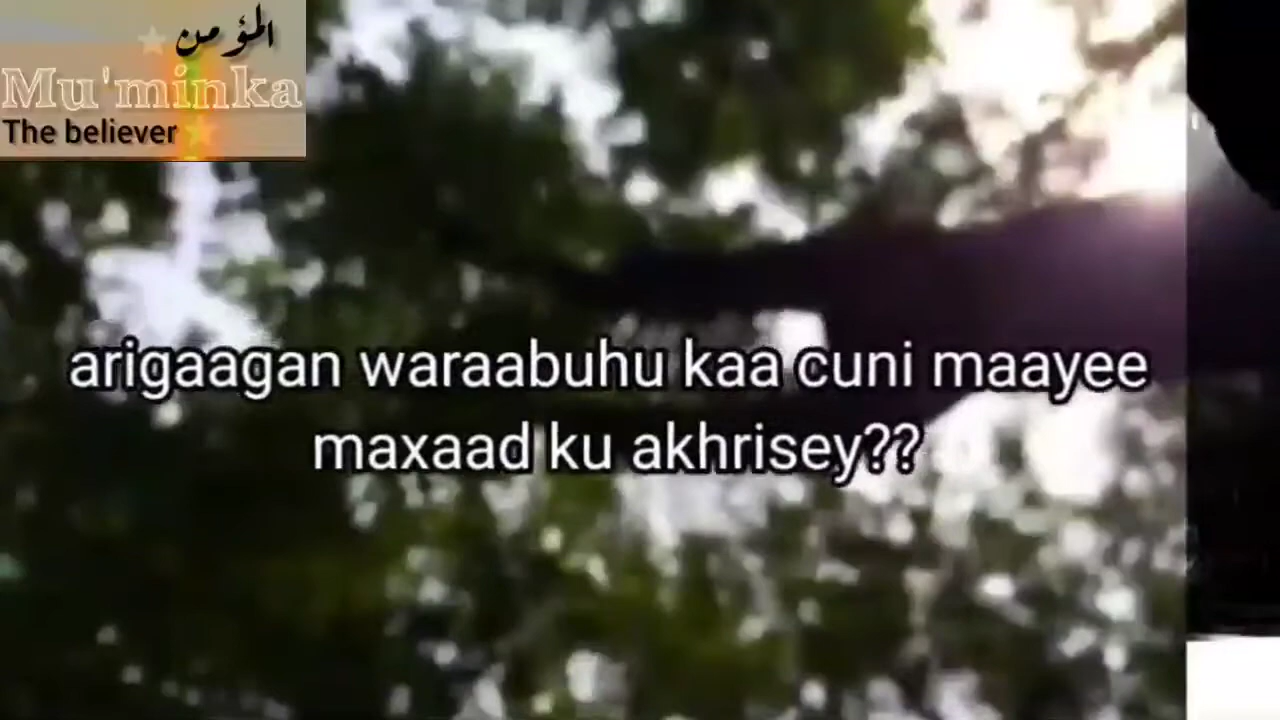 المؤمن
Mu'minka
The believer
arigaagan waraabuhu kaa cuni maayee
maxaad ku akhrisey??